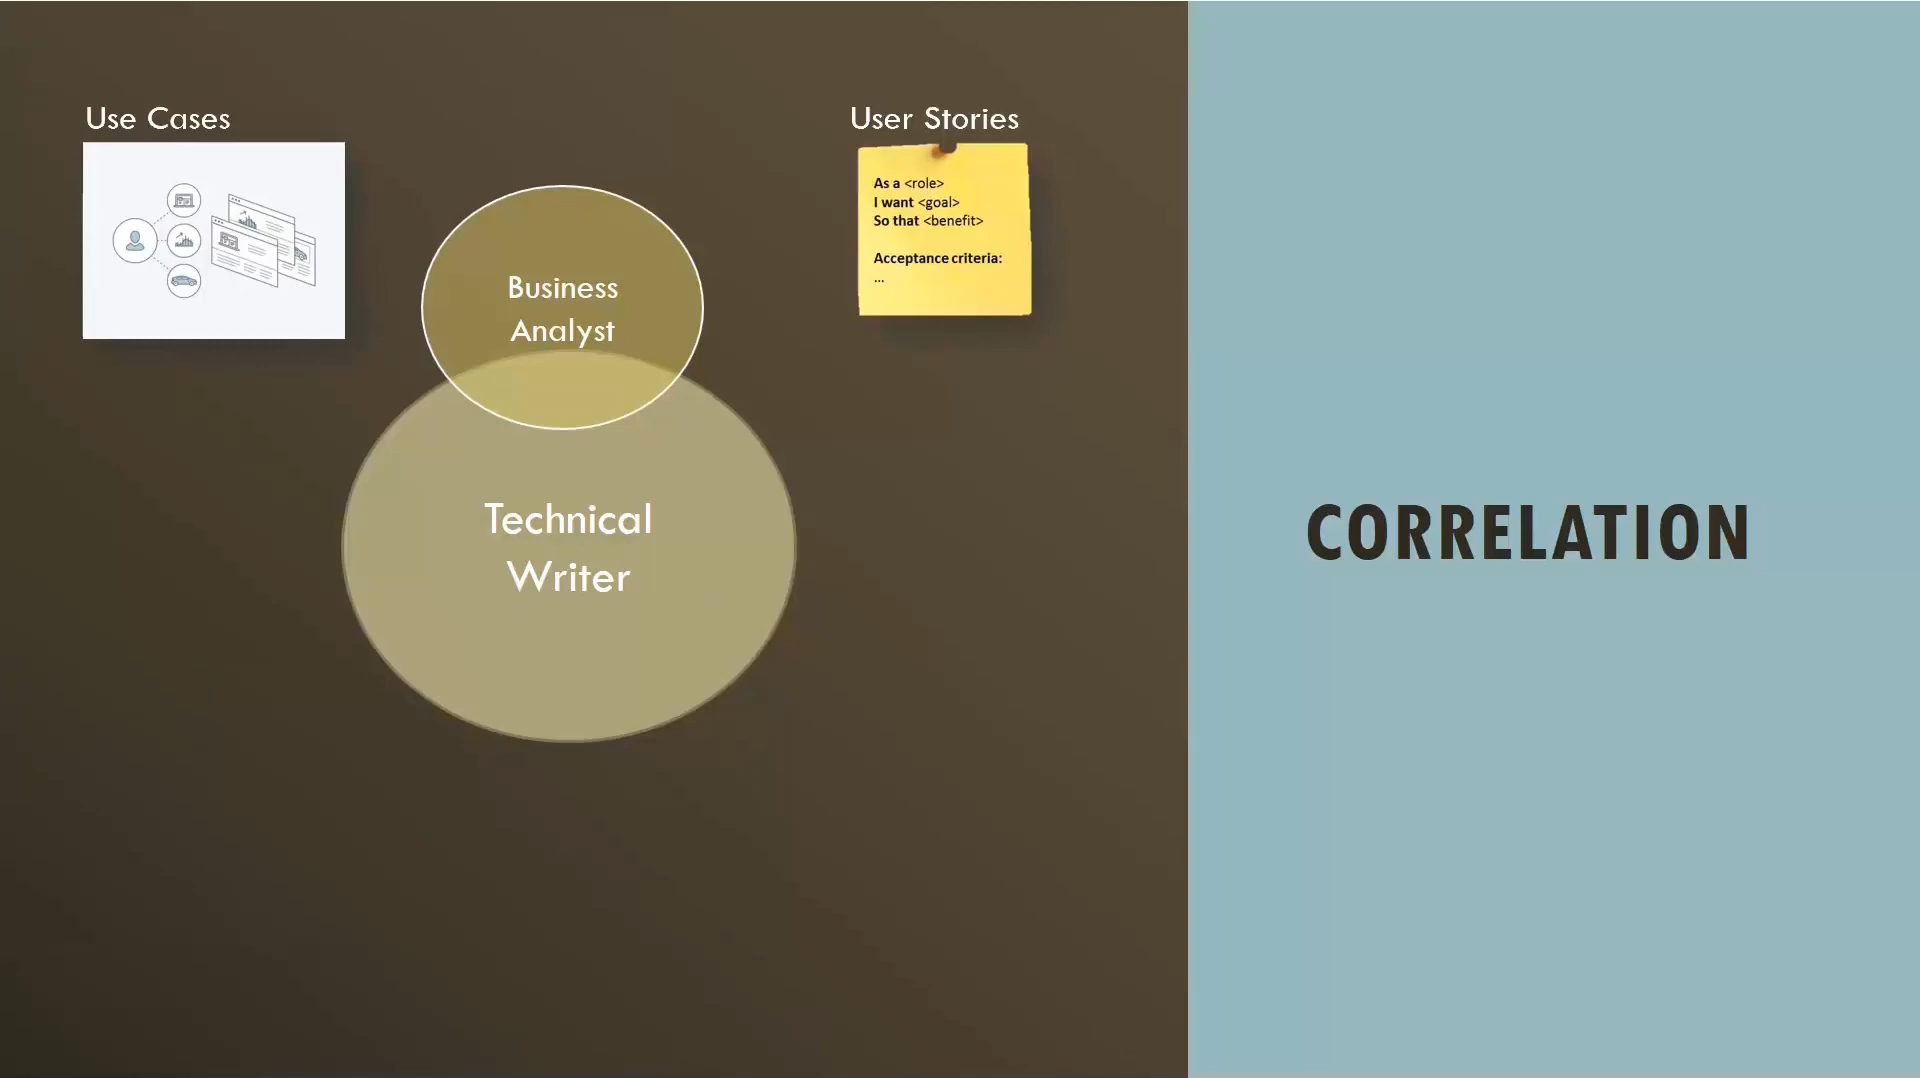 Use Cases
User Stories
As a <role>
I want <goal>
So that <benefit>
Acceptance criteria:
...
Business
Analyst
Technical
Writer
CORRELATION